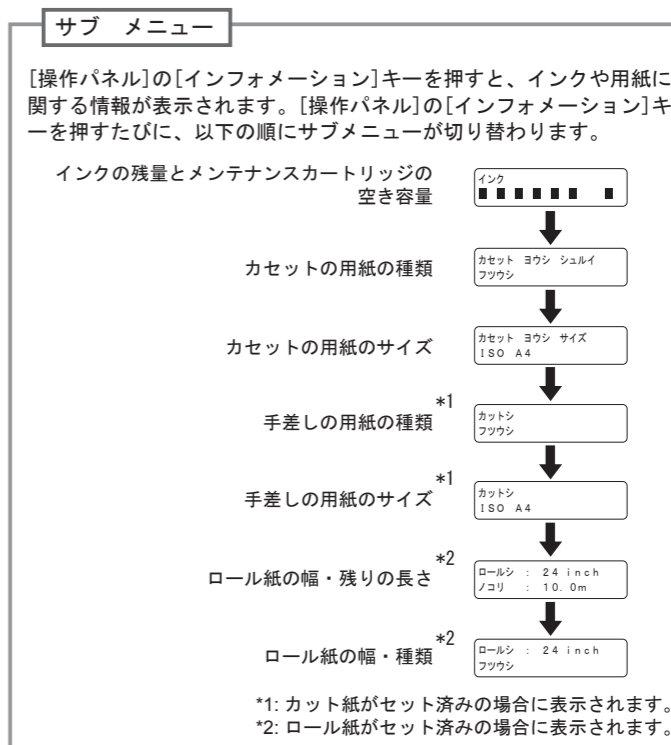 サブ　メニュー
[操作パネル]の[インフォメーション]キーを押すと、インクや用紙に
関する情報が表示されます。[操作パネル]の[インフォメーション]キ
ーを押すたびに、以下の順にサブメニューが切り替わります。
インクの残量とメンテナンスカートリッジの
空き容量
インク
カセットの用紙の種類
カセット ヨウシ シュルイ
フツウシ
カセットの用紙のサイズ
カセット ヨウシ サイズ
ISO A4
手差しの用紙の種類 *1
カットシ
フツウシ
手差しの用紙のサイズ *1
カットシ
ISO A4
ロール紙の幅・残りの長さ *2
ロールシ : 24 inch
ノコリ : 10.0m
ロール紙の幅・種類 *2
ロールシ : 24 inch
フツウシ
*1: カット紙がセット済みの場合に表示されます。
*2: ロール紙がセット済みの場合に表示されます。